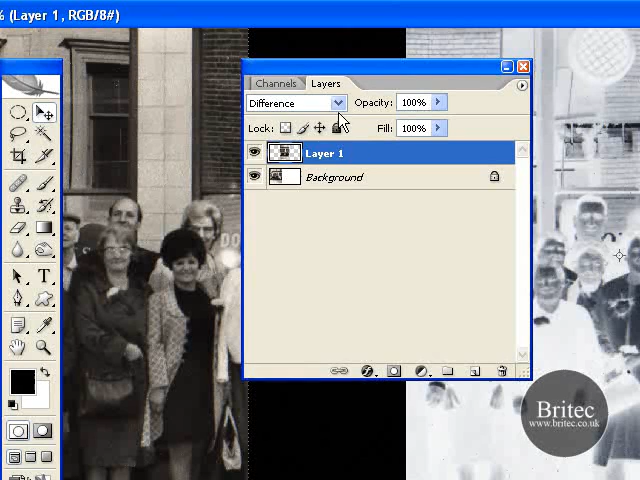 % (Layer 1, RGB/8#)
Channels Layers
Difference Opacity: 100%
Lock: Fill: 100%
Layer 1
Background
T
Britec
www.britec.co.uk